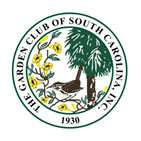 THE GARDEN CLUB OF SOUTH CAROLINA, INC.
1930